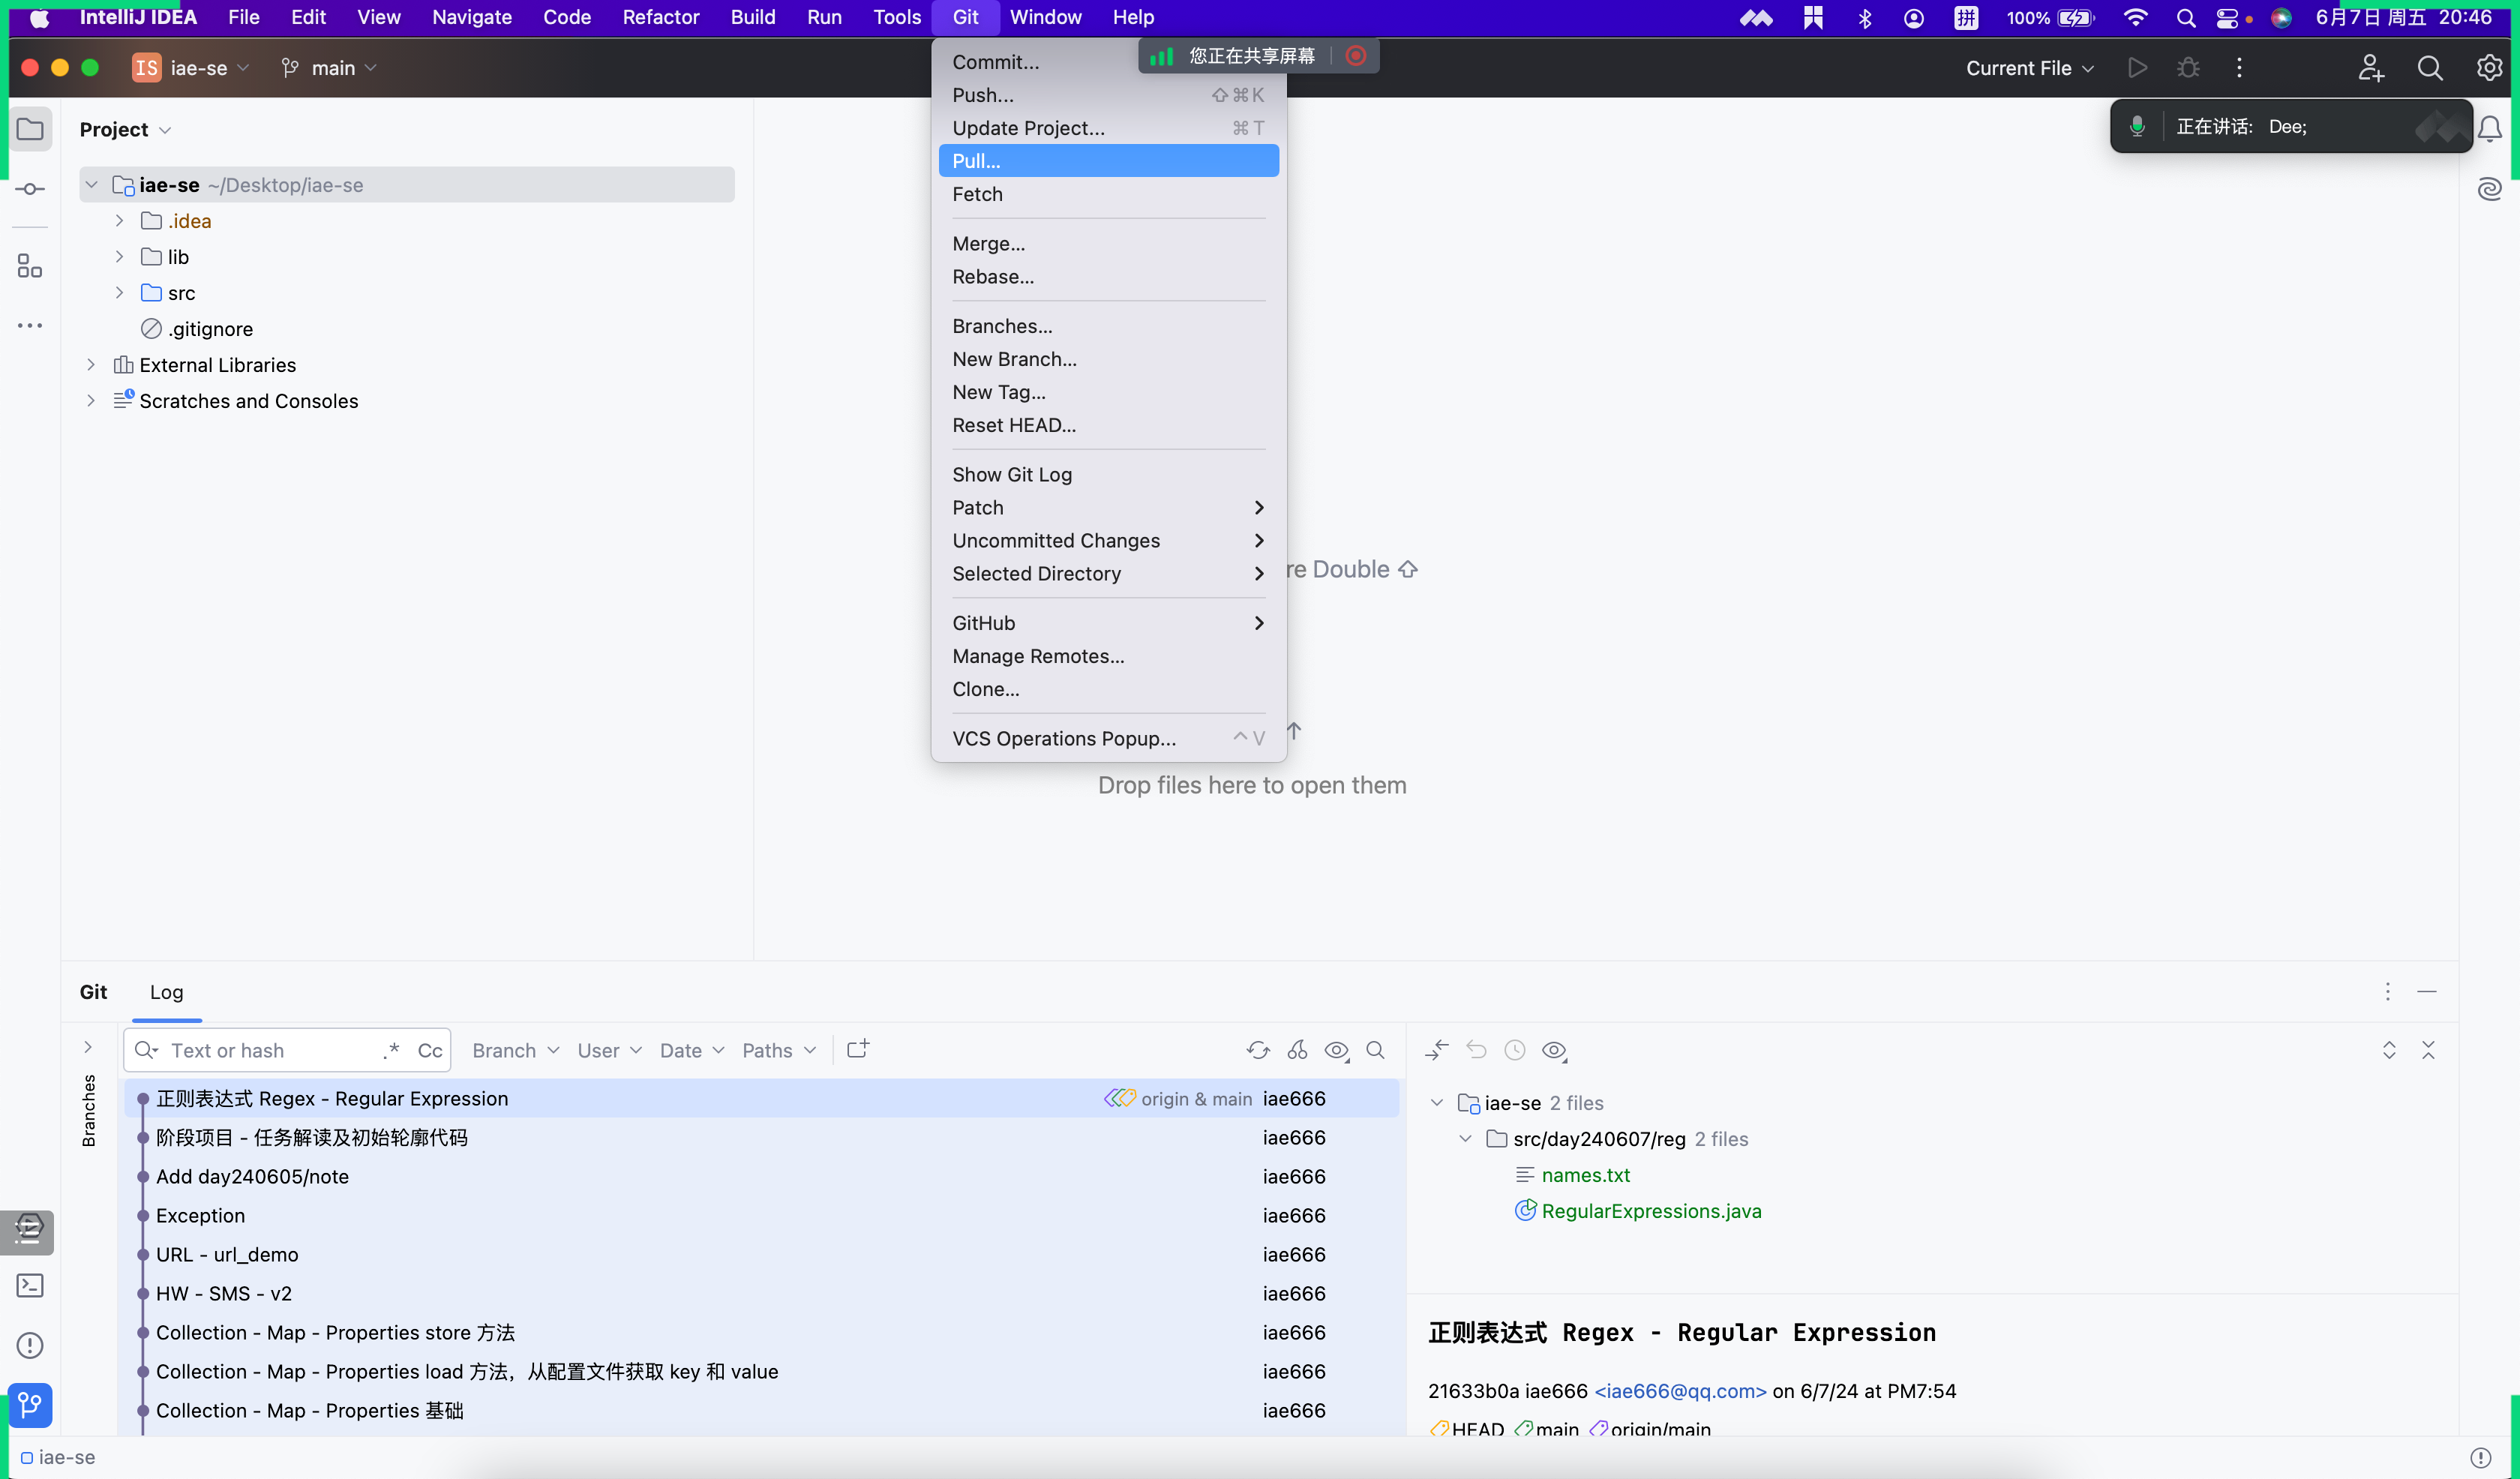 IntelliJ IDEA File Edit View Navigate Code Refactor Build Run Tools Git Window Help 拼 100% 6月7日 周五 20:46
IS iae-se main
您正在共享屏幕
Current File
正在讲话: Dee;
Commit...
Push... ⇧⌘K
Update Project... ⌘T
Pull...
Fetch
Merge...
Rebase...
Branches...
New Branch...
New Tag...
Reset HEAD...
Show Git Log
Patch
Uncommitted Changes
Selected Directory
GitHub
Manage Remotes...
Clone...
VCS Operations Popup... ^V
Project
iae-se ~/Desktop/iae-se
.idea
lib
src
.gitignore
External Libraries
Scratches and Consoles
re Double ⇧
Drop files here to open them
Git Log
Branches
Text or hash .* Cc Branch User Date Paths
正则表达式 Regex - Regular Expression origin & main iae666
阶段项目 - 任务解读及初始轮廓代码 iae666
Add day240605/note iae666
Exception iae666
URL - url_demo iae666
HW - SMS - v2 iae666
Collection - Map - Properties store 方法 iae666
Collection - Map - Properties load 方法，从配置文件获取 key 和 value iae666
Collection - Map - Properties 基础 iae666
iae-se 2 files
src/day240607/reg 2 files
names.txt
RegularExpressions.java
正则表达式 Regex - Regular Expression
21633b0a iae666 <iae666@qq.com> on 6/7/24 at PM7:54
HEAD main origin/main
iae-se